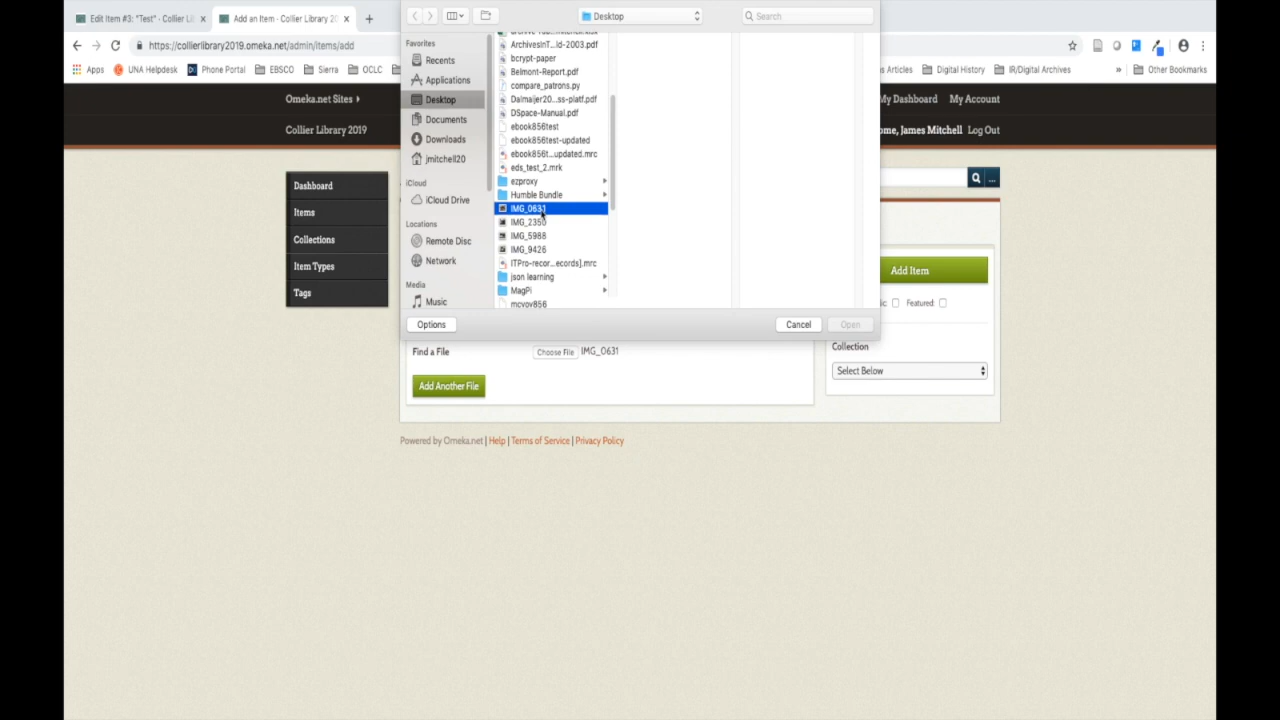 Edit Item #3: "Test" · Collier Lib × Add an Item · Collier Library 20 × +
https://collierlibrary2019.omeka.net/admin/items/add
Apps UNA Helpdesk Phone Portal EBSCO Sierra OCLC Articles Digital History IR/Digital Archives » Other Bookmarks
Desktop Search
Favorites
Recents
Applications
Desktop
Documents
Downloads
jmitchell20
iCloud
iCloud Drive
Locations
Remote Disc
Network
Media
Music
ArchivesInT...ld-2003.pdf
bcrypt-paper
Belmont-Report.pdf
compare_patrons.py
Dalmaijer20...ss-platf.pdf
DSpace-Manual.pdf
ebook856test
ebook856test-updated
ebook856t...updated.mrc
eds_test_2.mrk
ezproxy
Humble Bundle
IMG_0631
IMG_2350
IMG_5988
IMG_9426
ITPro-recor...ecords].mrc
json learning
MagPi
mcvoy856
Options Cancel Open
Omeka.net Sites My Dashboard My Account
Collier Library 2019 ome, James Mitchell Log Out
...
Dashboard
Items
Collections
Item Types
Tags
Add Item
ic Featured:
Collection
Select Below
Find a File Choose File IMG_0631
Add Another File
Powered by Omeka.net | Help | Terms of Service | Privacy Policy